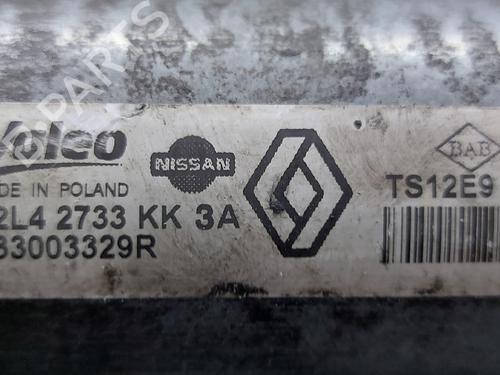 Valeo
NISSAN
BAB
DE IN POLAND
TS12E9
2L4 2733 KK 3A
33003329R